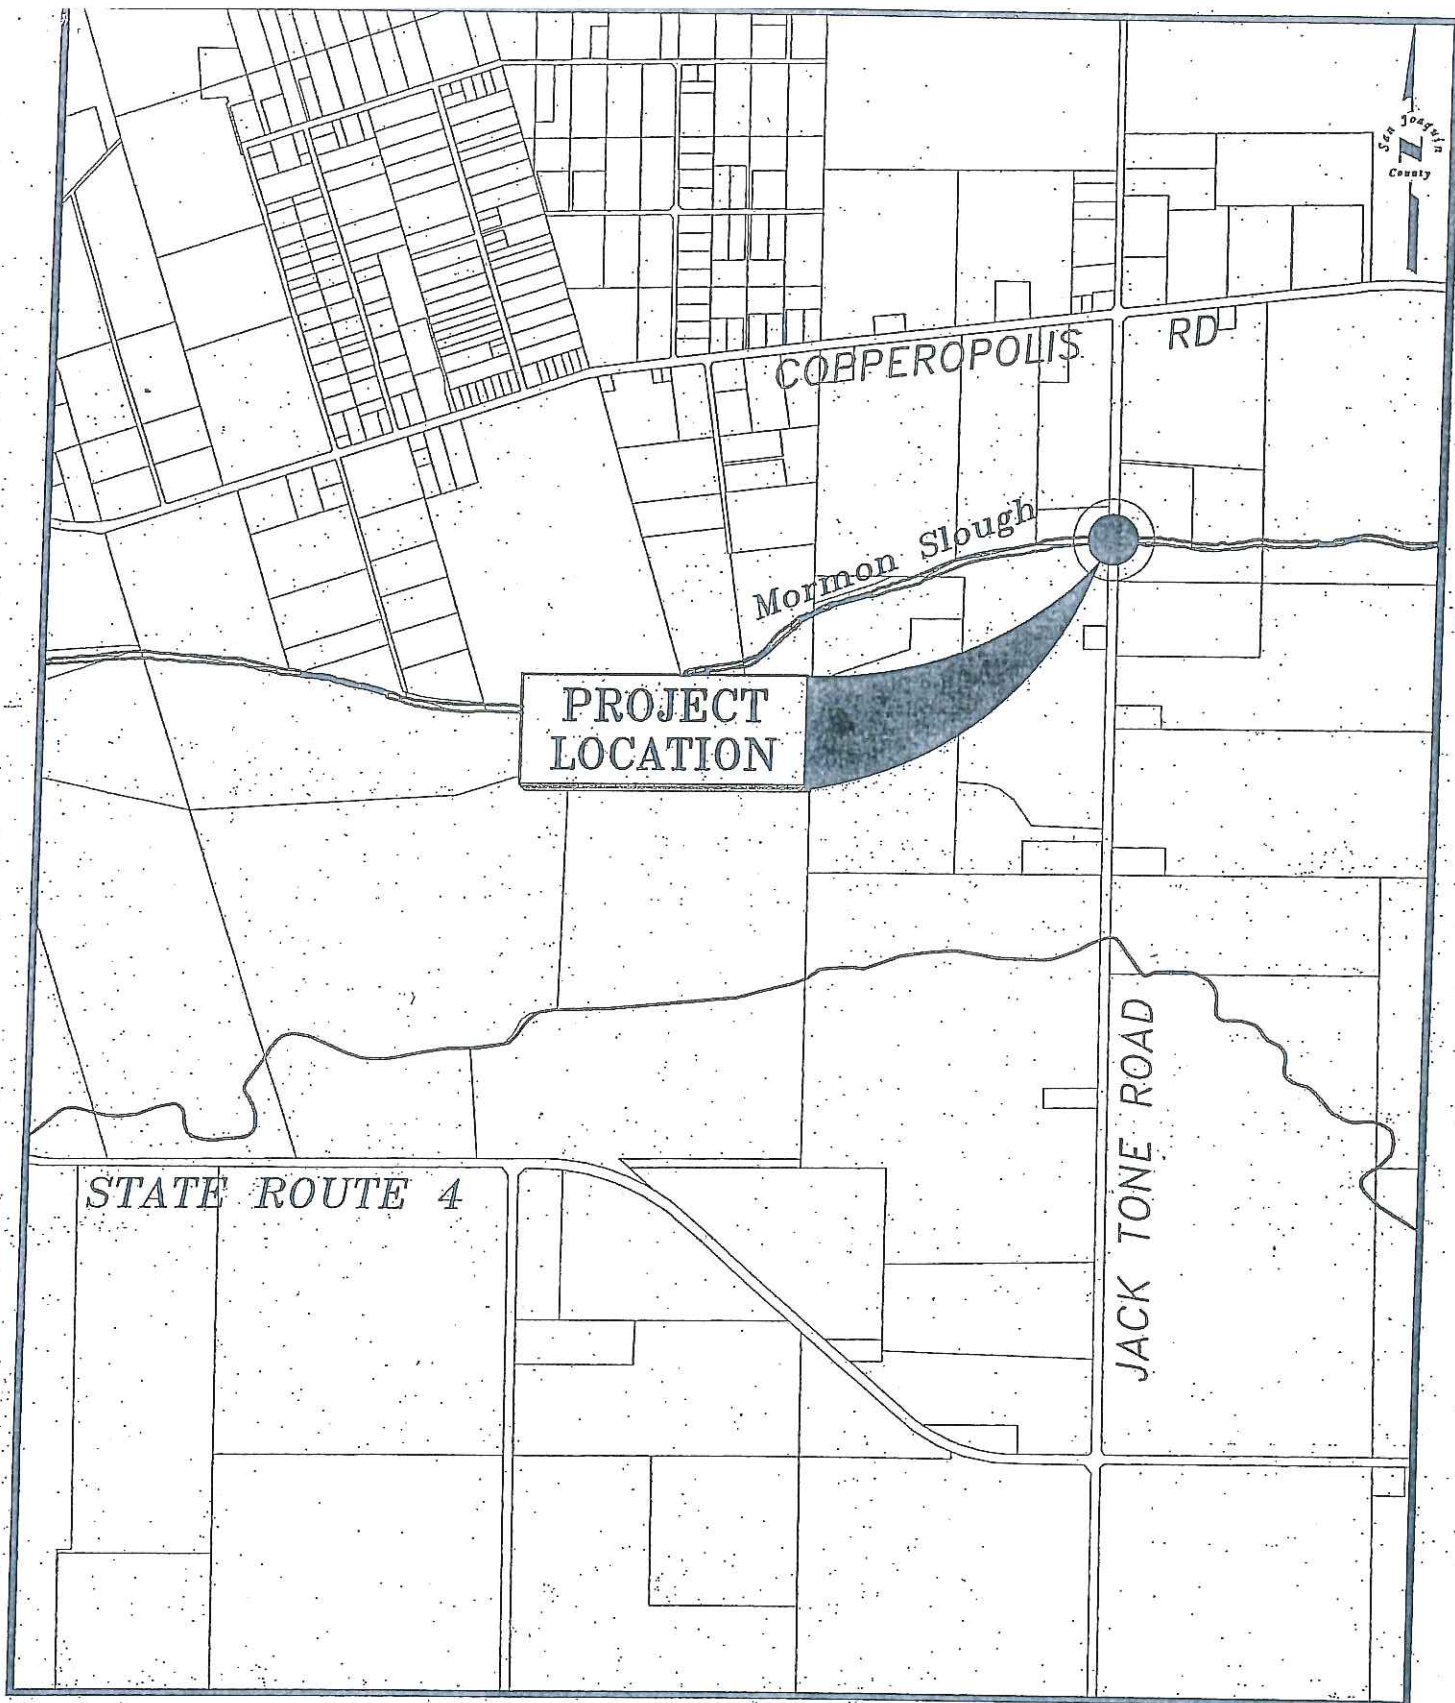 San Joaquin
Z
County
COPPEROPOLIS RD
Mormon Slough
PROJECT
LOCATION
JACK TONE ROAD
STATE ROUTE 4